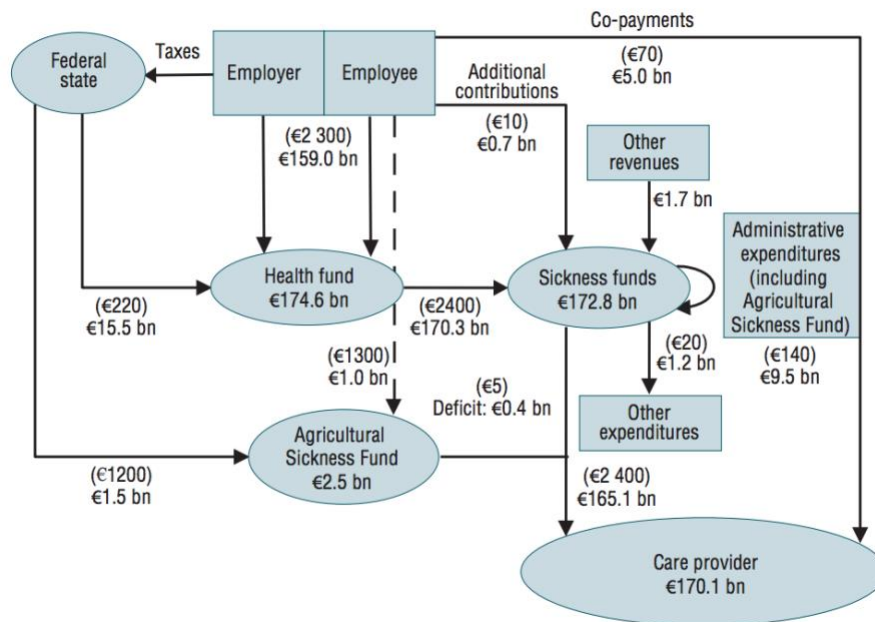 Co-payments
(€70)
€5.0 bn
Federal
state
Taxes
Employer
Employee
Additional
contributions
(€10)
€0.7 bn
(€2 300)
€159.0 bn
Other
revenues
€1.7 bn
Health fund
€174.6 bn
Sickness funds
€172.8 bn
Administrative
expenditures
(including
Agricultural
Sickness Fund)
(€140)
€9.5 bn
(€220)
€15.5 bn
(€2400)
€170.3 bn
(€20)
€1.2 bn
(€1300)
€1.0 bn
(€5)
Deficit: €0.4 bn
Other
expenditures
Agricultural
Sickness Fund
€2.5 bn
(€1200)
€1.5 bn
(€2 400)
€165.1 bn
Care provider
€170.1 bn